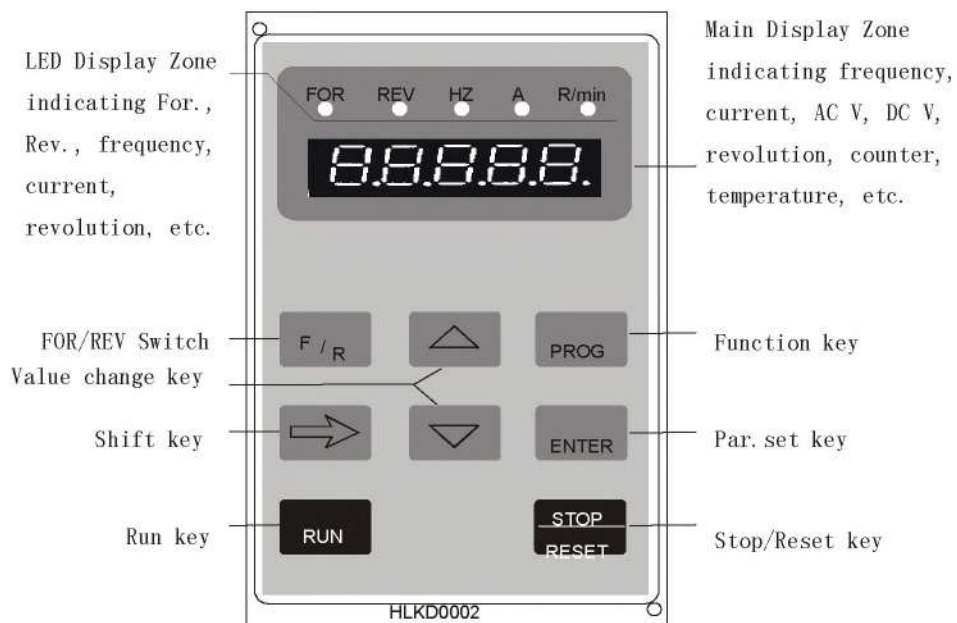 LED Display Zone
indicating For.,
Rev., frequency,
current,
revolution, etc.
Main Display Zone
indicating frequency,
current, AC V, DC V,
revolution, counter,
temperature, etc.
FOR REV HZ A R/min
8.8.8.8.8.
FOR/REV Switch
F/R
PROG
Function key
Value change key
Shift key
ENTER
Par.set key
Run key
RUN
STOP
RESET
Stop/Reset key
HLKD0002